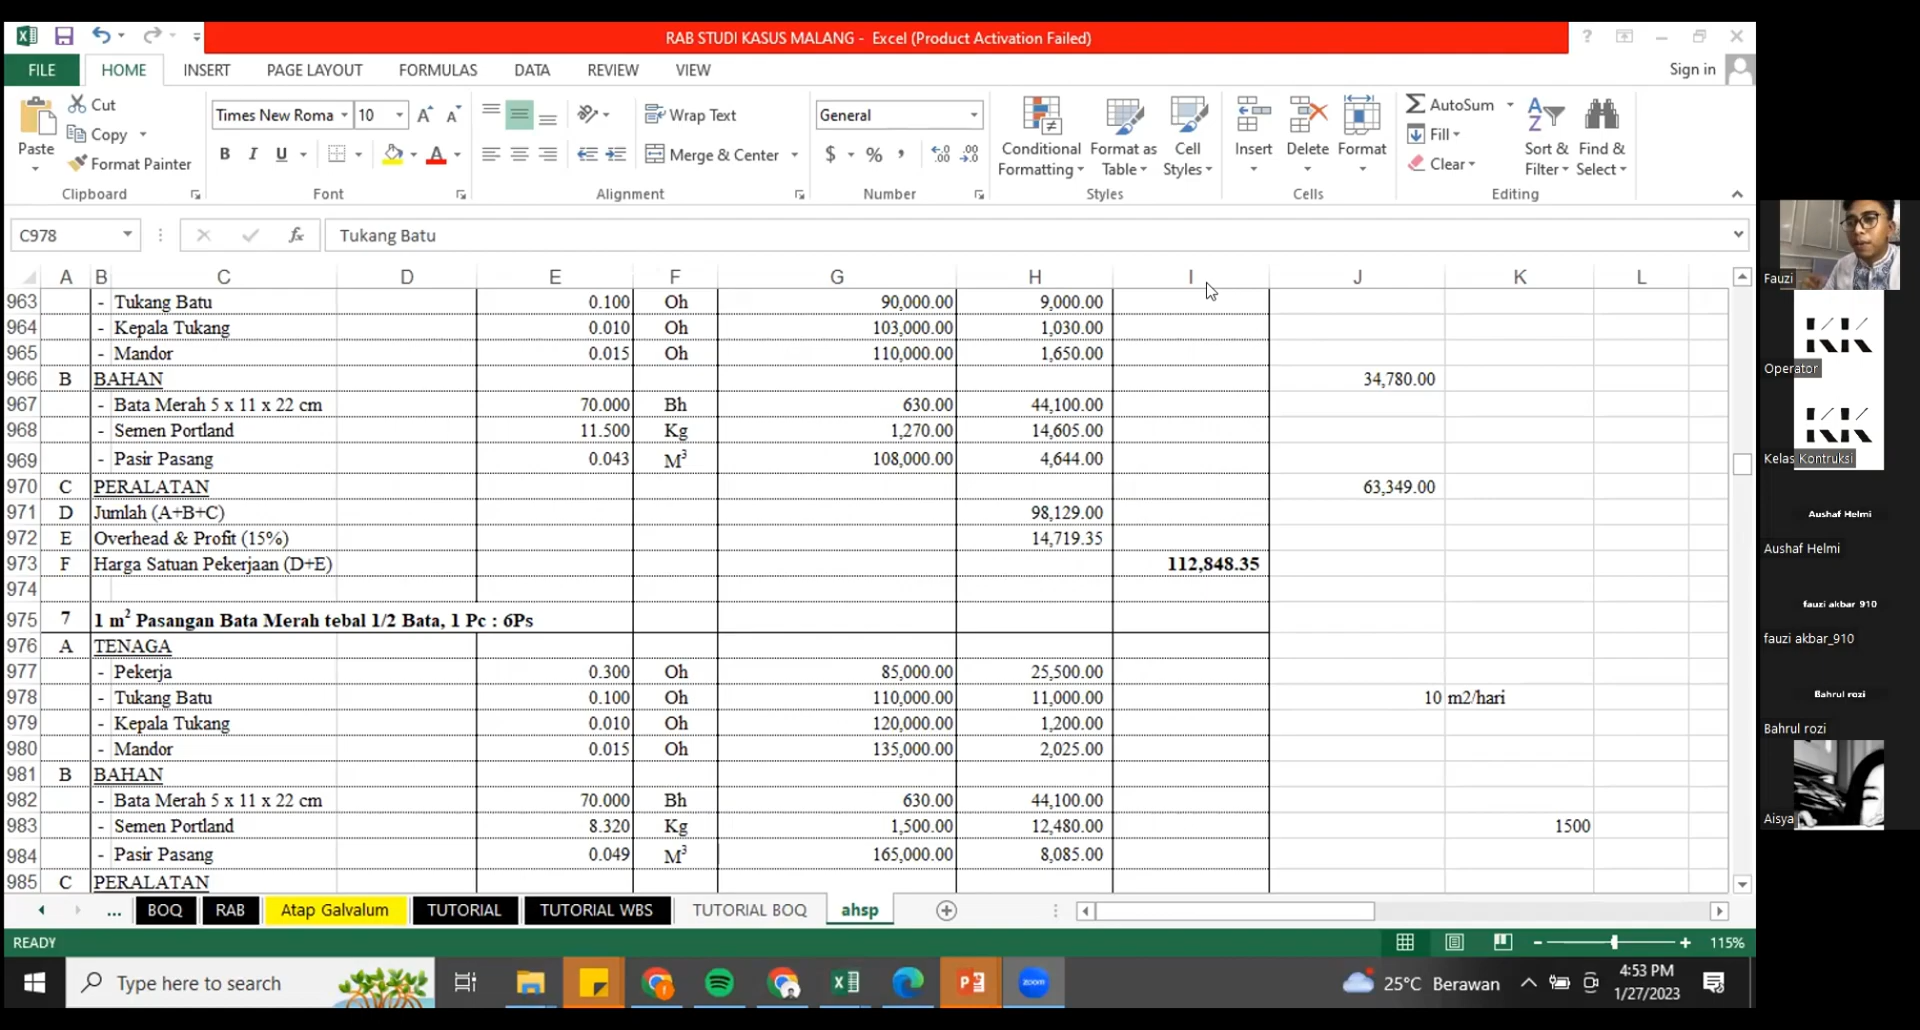 RAB STUDI KASUS MALANG - Excel (Product Activation Failed)
FILE HOME INSERT PAGE LAYOUT FORMULAS DATA REVIEW VIEW Sign in
Paste Cut Copy Format Painter Clipboard
Times New Roma 10 B I U A Font
Wrap Text Merge & Center Alignment
General $ % , Number
Conditional Formatting Format as Table Cell Styles Styles
Insert Delete Format Cells
AutoSum Fill Clear Sort & Filter Find & Select Editing
C978 fx Tukang Batu
A B C D E F G H I J K L
963 - Tukang Batu 0.100 Oh 90,000.00 9,000.00
964 - Kepala Tukang 0.010 Oh 103,000.00 1,030.00
965 - Mandor 0.015 Oh 110,000.00 1,650.00
966 B BAHAN 34,780.00
967 - Bata Merah 5 x 11 x 22 cm 70.000 Bh 630.00 44,100.00
968 - Semen Portland 11.500 Kg 1,270.00 14,605.00
969 - Pasir Pasang 0.043 M³ 108,000.00 4,644.00
970 C PERALATAN 63,349.00
971 D Jumlah (A+B+C) 98,129.00
972 E Overhead & Profit (15%) 14,719.35
973 F Harga Satuan Pekerjaan (D+E) 112,848.35
974
975 7 1 m² Pasangan Bata Merah tebal 1/2 Bata, 1 Pc : 6Ps
976 A TENAGA
977 - Pekerja 0.300 Oh 85,000.00 25,500.00
978 - Tukang Batu 0.100 Oh 110,000.00 11,000.00 10 m2/hari
979 - Kepala Tukang 0.010 Oh 120,000.00 1,200.00
980 - Mandor 0.015 Oh 135,000.00 2,025.00
981 B BAHAN
982 - Bata Merah 5 x 11 x 22 cm 70.000 Bh 630.00 44,100.00
983 - Semen Portland 8.320 Kg 1,500.00 12,480.00 1500
984 - Pasir Pasang 0.049 M³ 165,000.00 8,085.00
985 C PERALATAN
... BOQ RAB Atap Galvalum TUTORIAL TUTORIAL WBS TUTORIAL BOQ ahsp
READY 115%
Type here to search zoom 25°C Berawan 4:53 PM
1/27/2023
Fauzi
KK
Operator
KK
Kelas Kontruksi
Aushaf Helmi
Aushaf Helmi
fauzi akbar 910
fauzi akbar_910
Bahrul rozi
Bahrul rozi
Aisya